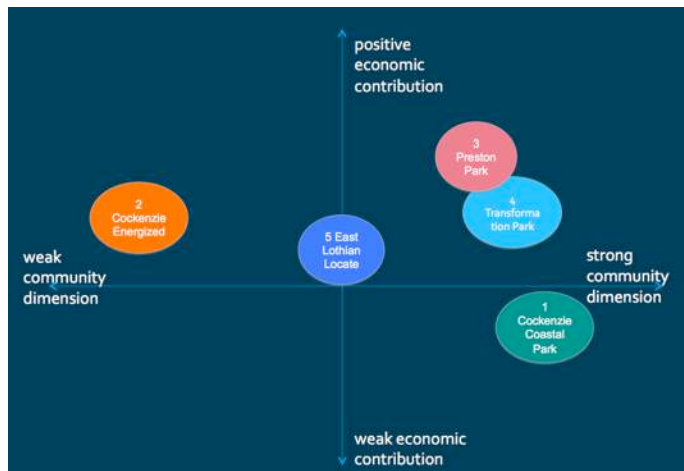 positive
economic
contribution
3
Preston
Park
2
Cockenzie
Energized
4
Transforma
tion Park
5 East
Lothian
Locate
weak
community
dimension
strong
community
dimension
1
Cockenzie
Coastal
Park
weak economic
contribution